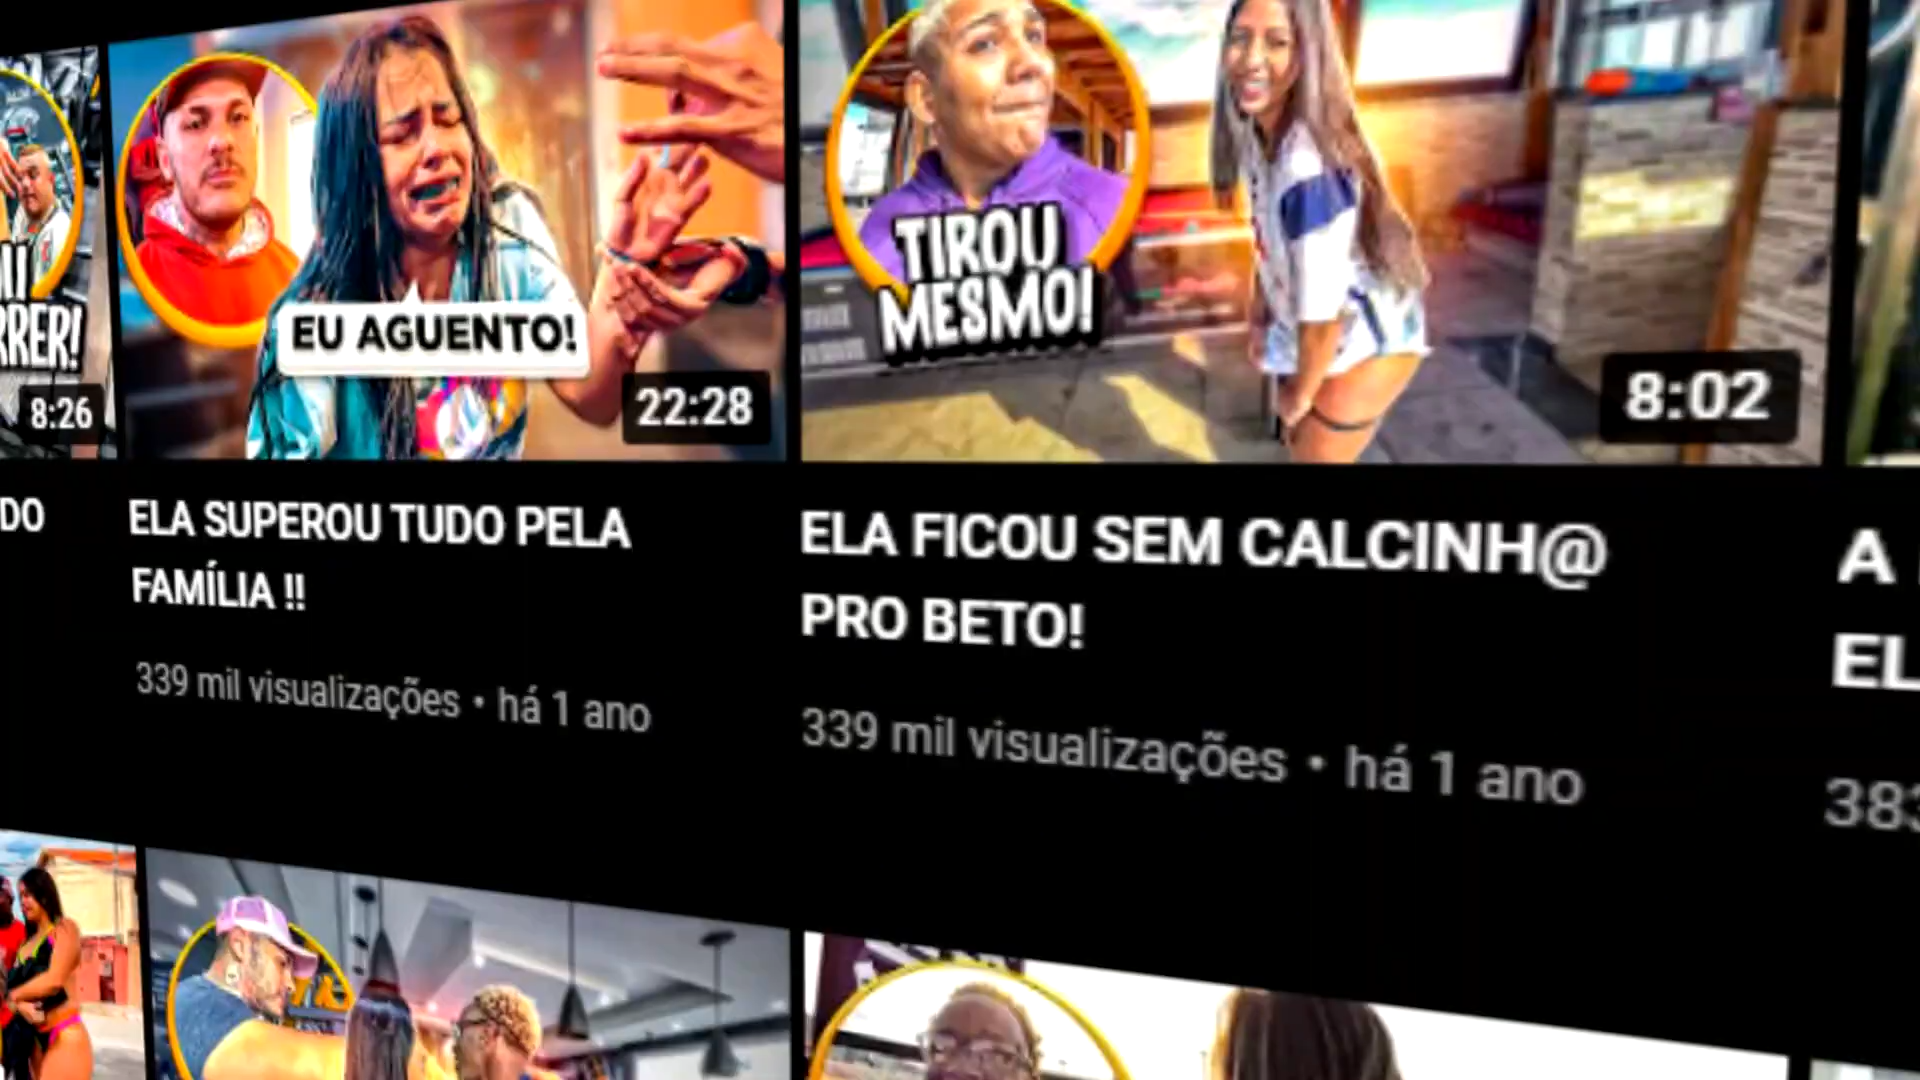 RRER!
8:26
EU AGUENTO!
22:28
TIROU
MESMO!
8:02
DO
ELA SUPEROU TUDO PELA
FAMÍLIA !!
339 mil visualizações • há 1 ano
ELA FICOU SEM CALCINH@
PRO BETO!
339 mil visualizações • há 1 ano
A
EL
383